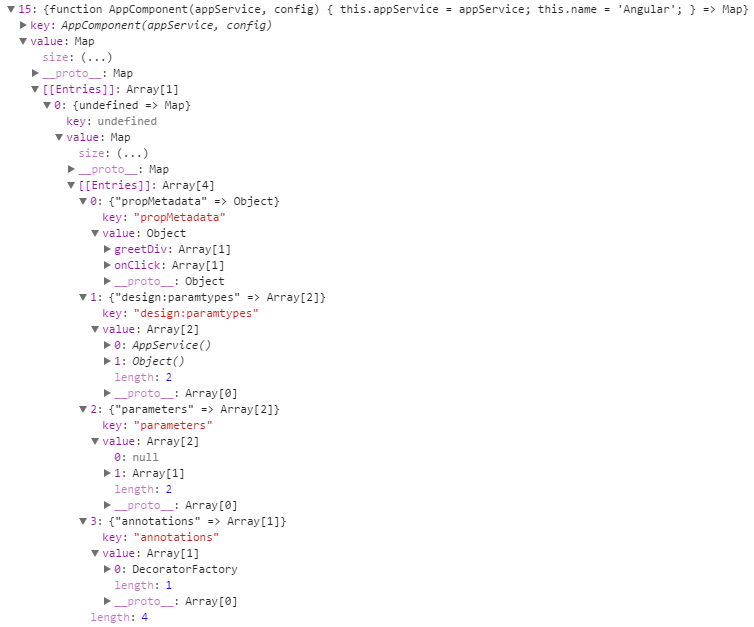 15: {function AppComponent(appService, config) { this.appService = appService; this.name = 'Angular'; } => Map}
key: AppComponent(appService, config)
value: Map
size: (...)
__proto__: Map
[[Entries]]: Array[1]
0: {undefined => Map}
key: undefined
value: Map
size: (...)
__proto__: Map
[[Entries]]: Array[4]
0: {"propMetadata" => Object}
key: "propMetadata"
value: Object
greetDiv: Array[1]
onClick: Array[1]
__proto__: Object
1: {"design:paramtypes" => Array[2]}
key: "design:paramtypes"
value: Array[2]
0: AppService()
1: Object()
length: 2
__proto__: Array[0]
2: {"parameters" => Array[2]}
key: "parameters"
value: Array[2]
0: null
1: Array[1]
length: 2
__proto__: Array[0]
3: {"annotations" => Array[1]}
key: "annotations"
value: Array[1]
0: DecoratorFactory
length: 1
__proto__: Array[0]
length: 4